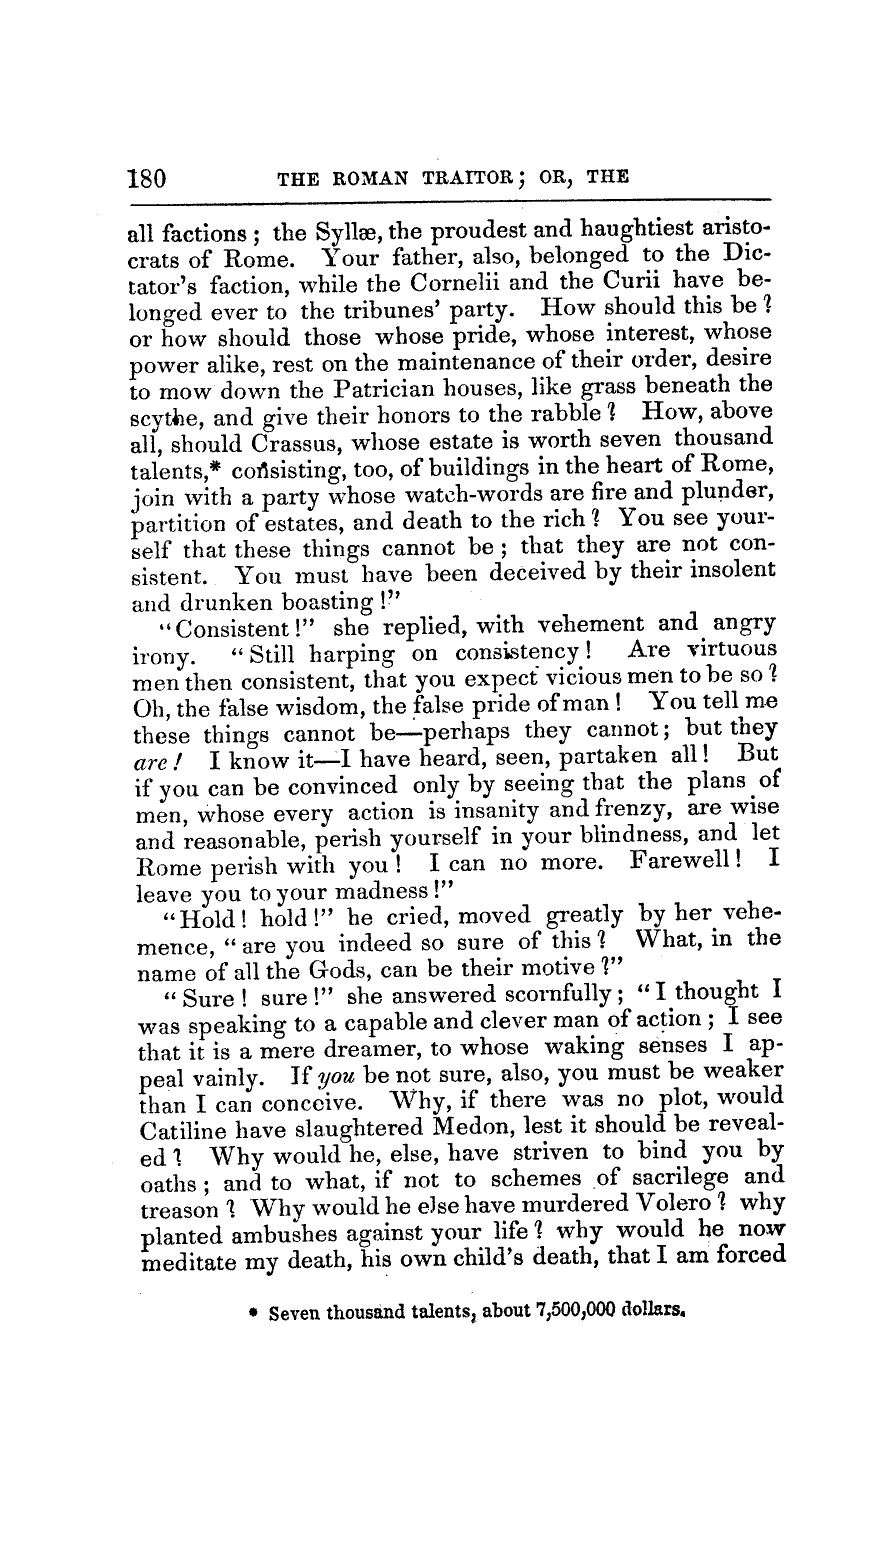 180 THE ROMAN TRAITOR; OR, THE
all factions; the Syllæ, the proudest and haughtiest aristo-
crats of Rome. Your father, also, belonged to the Dic-
tator's faction, while the Cornelii and the Curii have be-
longed ever to the tribunes' party. How should this be?
or how should those whose pride, whose interest, whose
power alike, rest on the maintenance of their order, desire
to mow down the Patrician houses, like grass beneath the
scythe, and give their honors to the rabble? How, above
all, should Crassus, whose estate is worth seven thousand
talents,* consisting, too, of buildings in the heart of Rome,
join with a party whose watch-words are fire and plunder,
partition of estates, and death to the rich? You see your-
self that these things cannot be; that they are not con-
sistent. You must have been deceived by their insolent
and drunken boasting!"
"Consistent!" she replied, with vehement and angry
irony. "Still harping on consistency! Are virtuous
men then consistent, that you expect vicious men to be so?
Oh, the false wisdom, the false pride of man! You tell me
these things cannot be—perhaps they cannot; but they
are! I know it—I have heard, seen, partaken all! But
if you can be convinced only by seeing that the plans of
men, whose every action is insanity and frenzy, are wise
and reasonable, perish yourself in your blindness, and let
Rome perish with you! I can no more. Farewell! I
leave you to your madness!"
"Hold! hold!" he cried, moved greatly by her vehe-
mence, "are you indeed so sure of this? What, in the
name of all the Gods, can be their motive?"
"Sure! sure!" she answered scornfully; "I thought I
was speaking to a capable and clever man of action; I see
that it is a mere dreamer, to whose waking senses I ap-
peal vainly. If you be not sure, also, you must be weaker
than I can conceive. Why, if there was no plot, would
Catiline have slaughtered Medon, lest it should be reveal-
ed? Why would he, else, have striven to bind you by
oaths; and to what, if not to schemes of sacrilege and
treason? Why would he else have murdered Volero? why
planted ambushes against your life? why would he now
meditate my death, his own child's death, that I am forced
* Seven thousand talents, about 7,500,000 dollars.